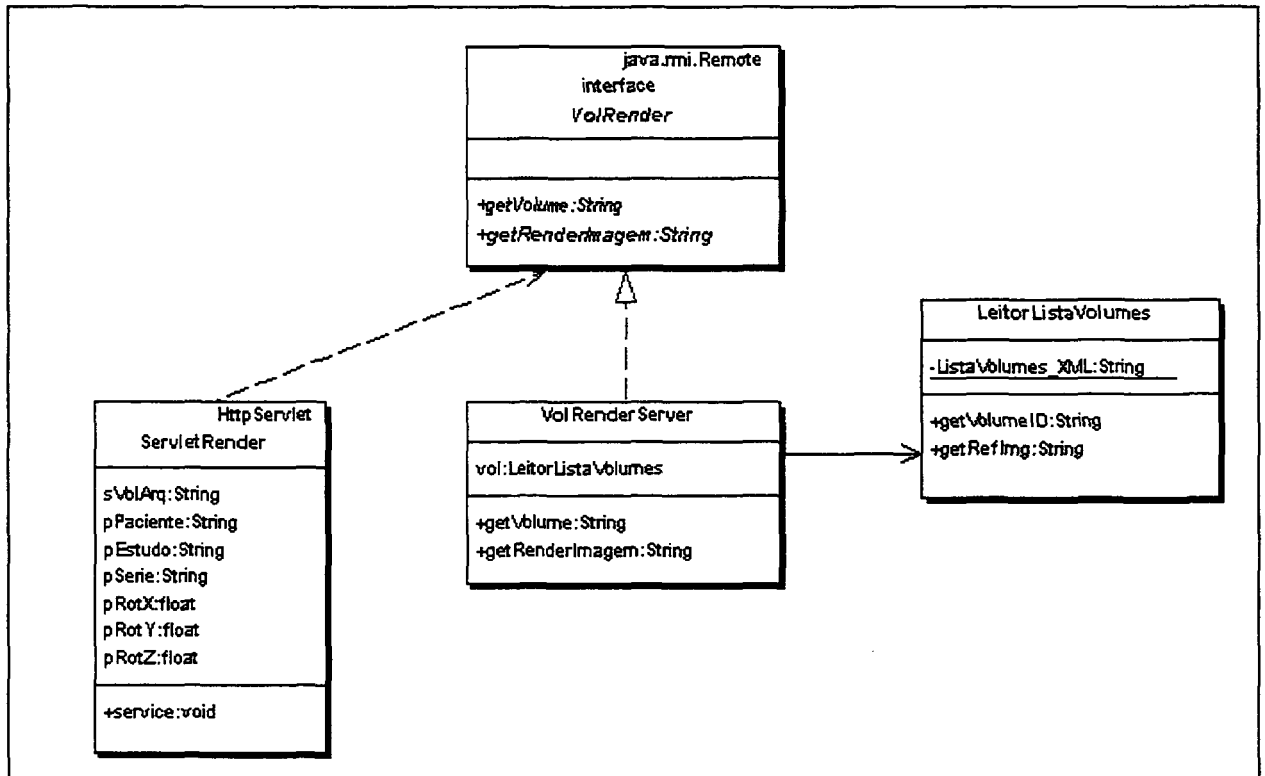 java.rmi.Remote
interface
VolRender
+getVolume:String
+getRenderImagem:String
HttpServlet
ServletRender
sVolArq:String
pPaciente:String
pEstudo:String
pSerie:String
pRotX:float
pRotY:float
pRotZ:float
+service:void
VolRenderServer
vol:LeitorListaVolumes
+getVolume:String
+getRenderImagem:String
LeitorListaVolumes
-ListaVolumes_XML:String
+getVolumeID:String
+getRefImg:String